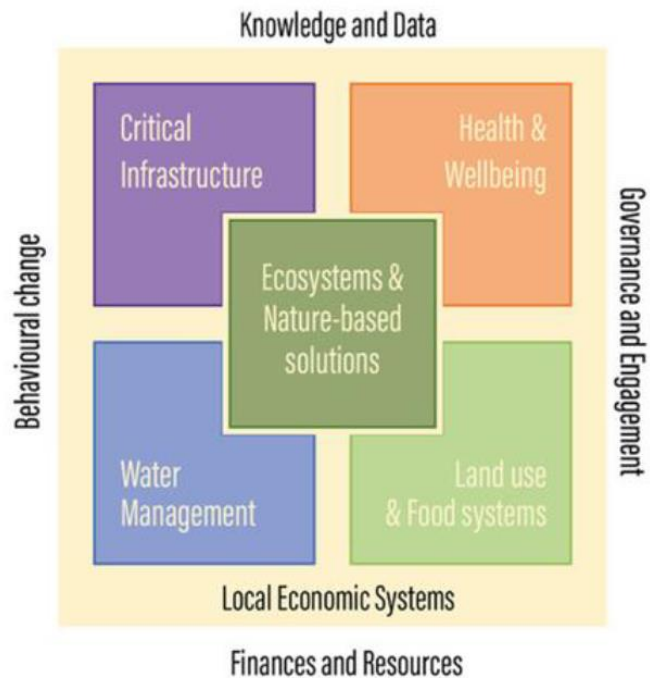 Knowledge and Data
Critical
Infrastructure
Health &
Wellbeing
Behavioural change
Ecosystems &
Nature-based
solutions
Governance and Engagement
Water
Management
Land use
& Food systems
Local Economic Systems
Finances and Resources